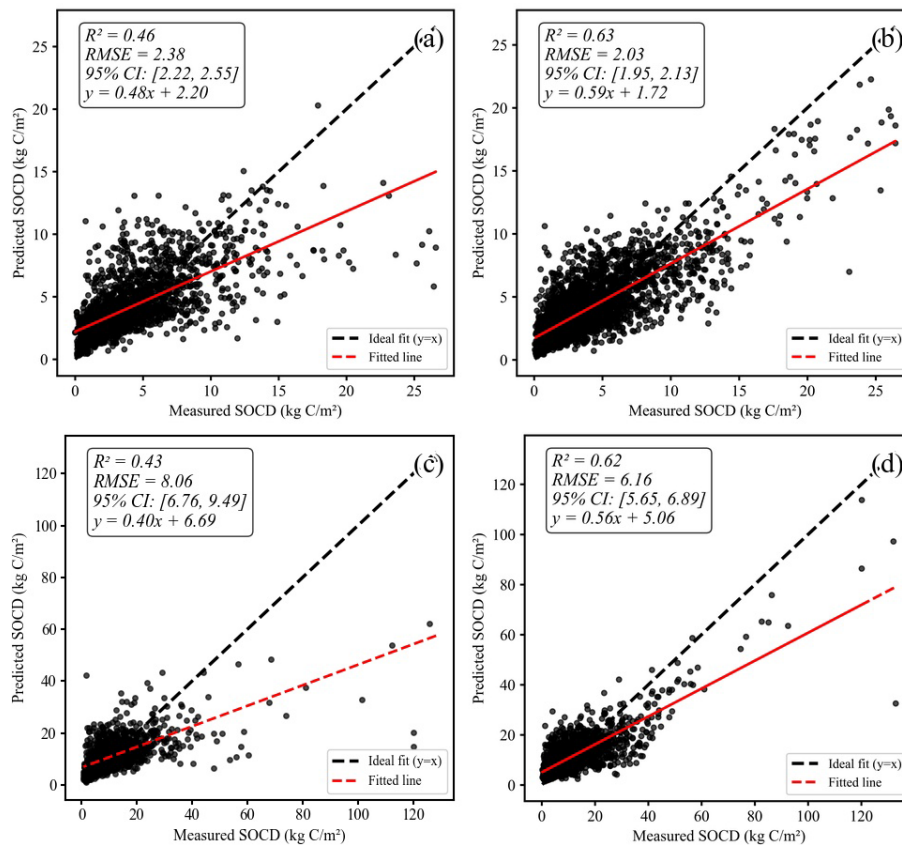 (a)
R² = 0.46
RMSE = 2.38
95% CI: [2.22, 2.55]
y = 0.48x + 2.20
25
20
15
10
5
0
Predicted SOCD (kg C/m²)
Ideal fit (y=x)
Fitted line
0 5 10 15 20 25
Measured SOCD (kg C/m²)
(b)
R² = 0.63
RMSE = 2.03
95% CI: [1.95, 2.13]
y = 0.59x + 1.72
25
20
15
10
5
0
Predicted SOCD (kg C/m²)
Ideal fit (y=x)
Fitted line
0 5 10 15 20 25
Measured SOCD (kg C/m²)
(c)
R² = 0.43
RMSE = 8.06
95% CI: [6.76, 9.49]
y = 0.40x + 6.69
120
100
80
60
40
20
0
Predicted SOCD (kg C/m²)
Ideal fit (y=x)
Fitted line
0 20 40 60 80 100 120
Measured SOCD (kg C/m²)
(d)
R² = 0.62
RMSE = 6.16
95% CI: [5.65, 6.89]
y = 0.56x + 5.06
120
100
80
60
40
20
0
Predicted SOCD (kg C/m²)
Ideal fit (y=x)
Fitted line
0 20 40 60 80 100 120
Measured SOCD (kg C/m²)